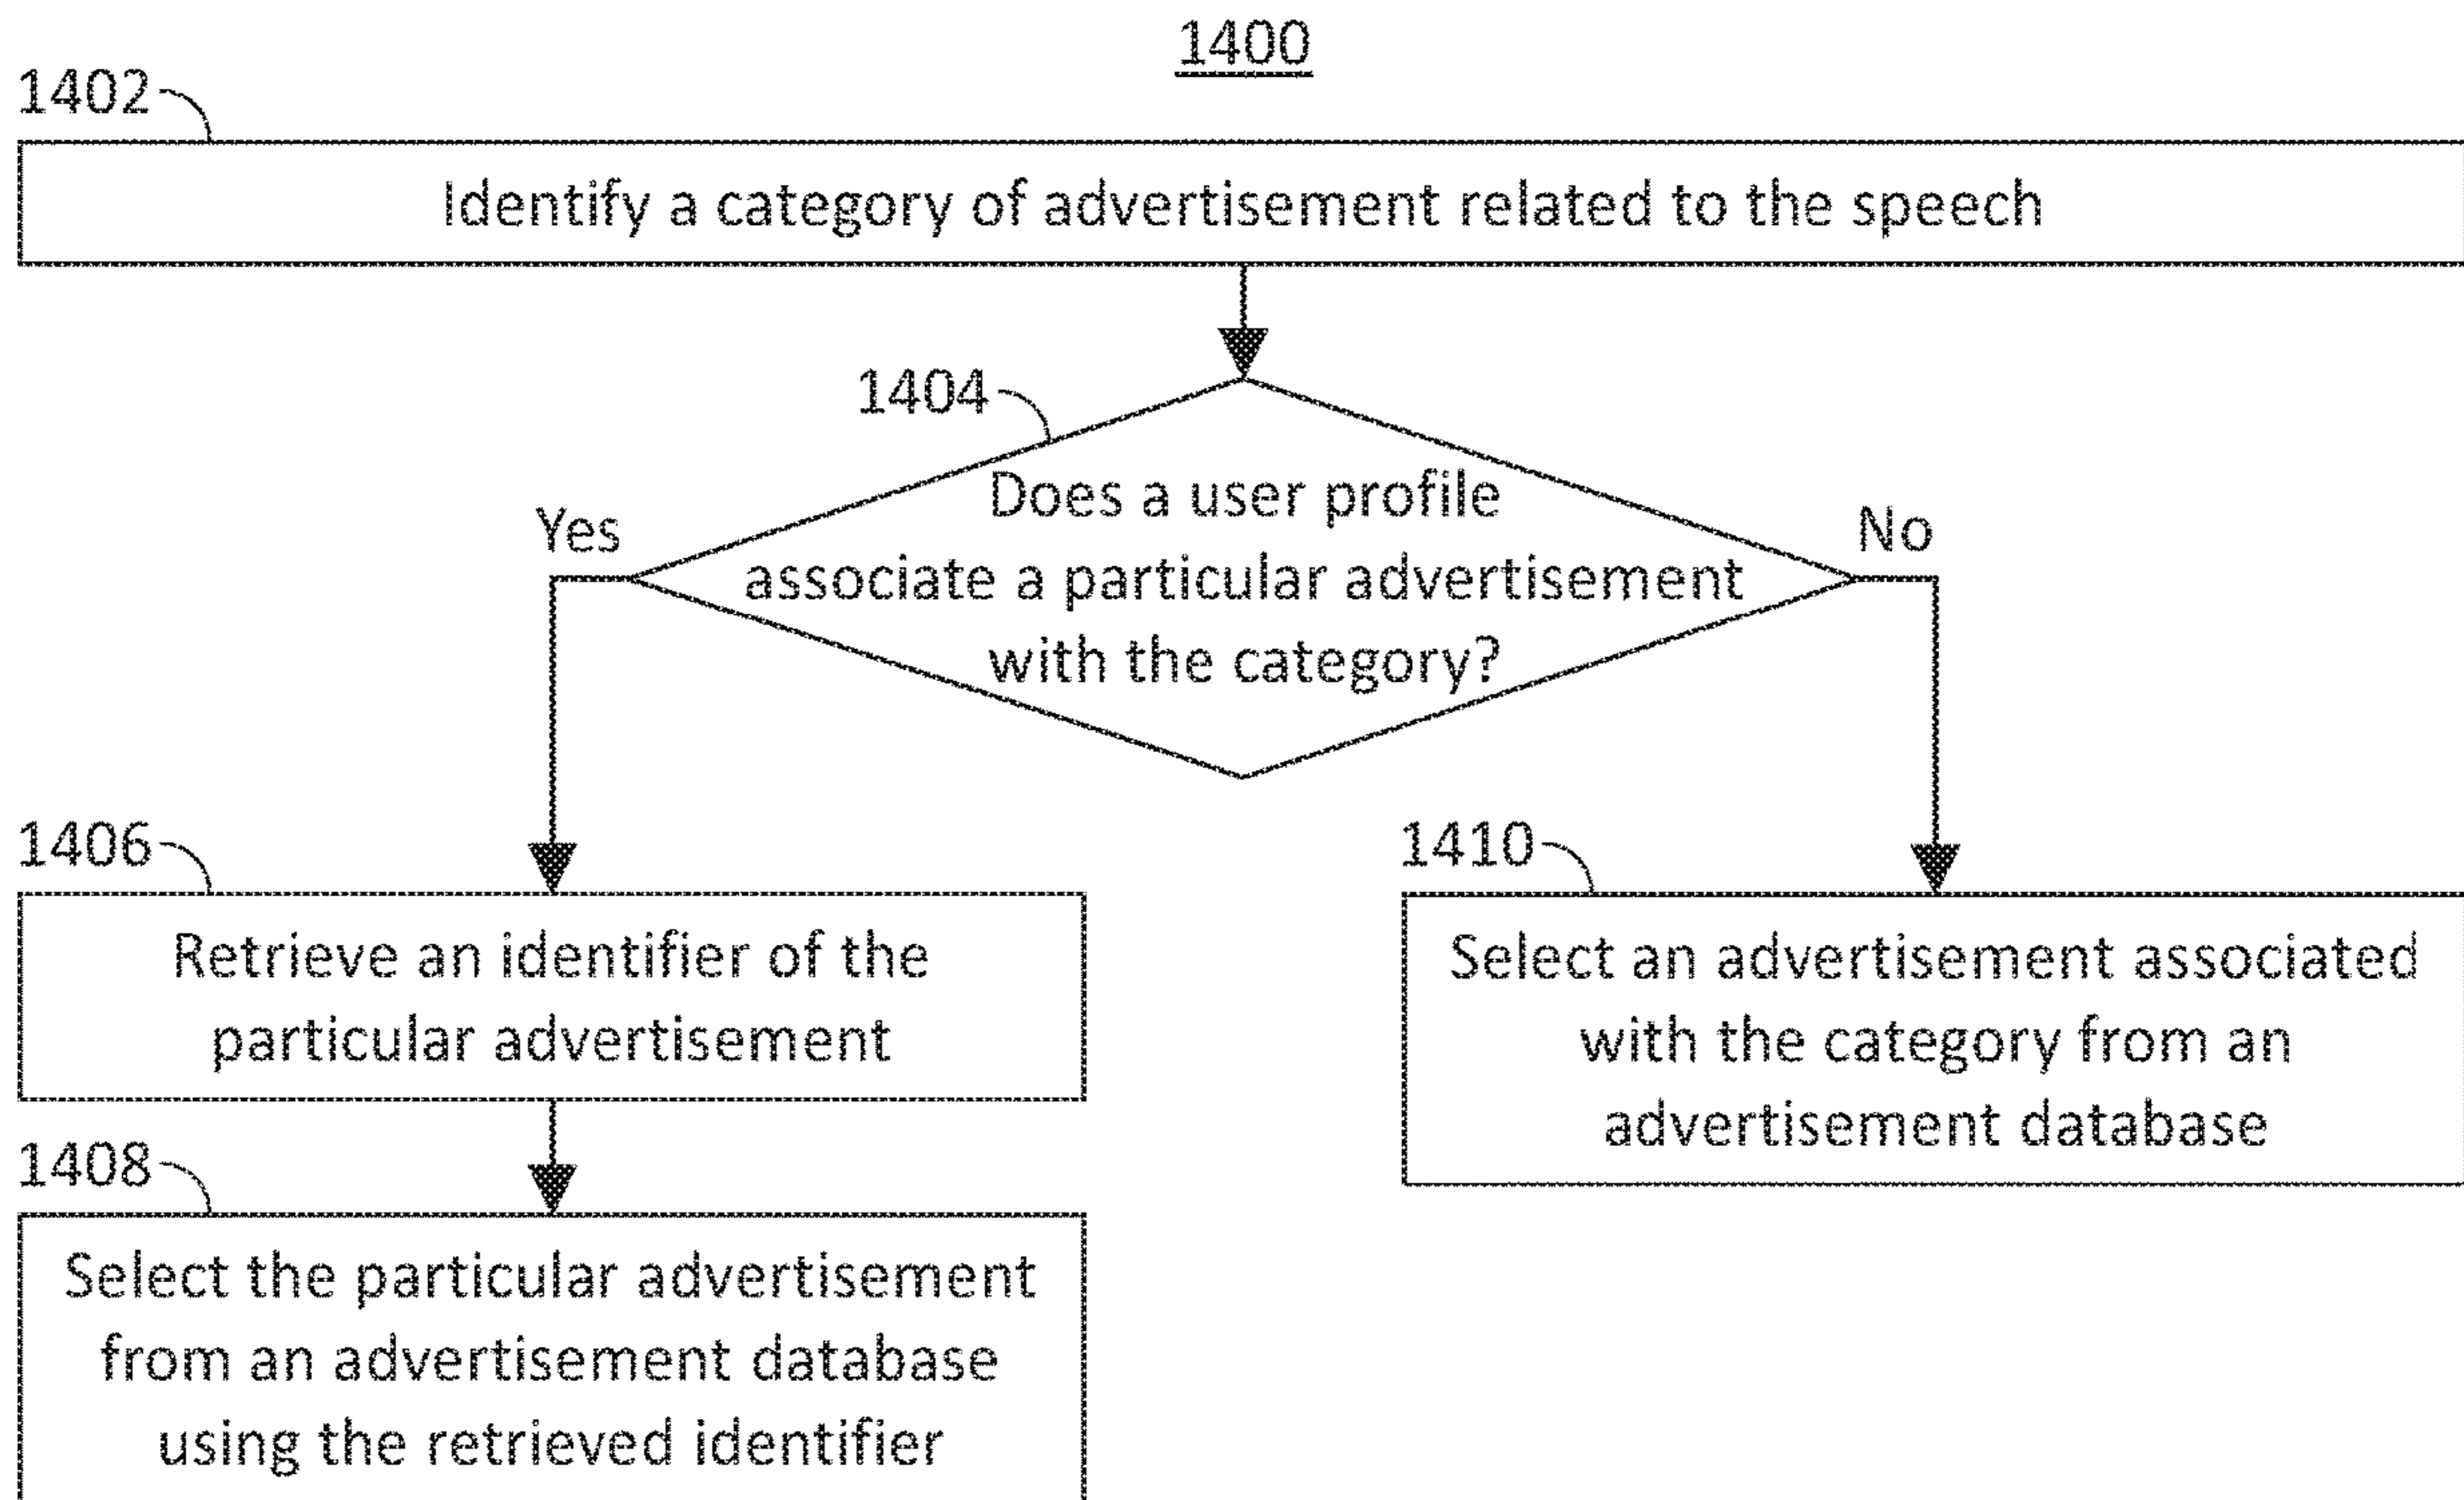 1400
1402
Identify a category of advertisement related to the speech
1404
Does a user profile
associate a particular advertisement
with the category?
Yes
No
1406
Retrieve an identifier of the
particular advertisement
1408
Select the particular advertisement
from an advertisement database
using the retrieved identifier
1410
Select an advertisement associated
with the category from an
advertisement database